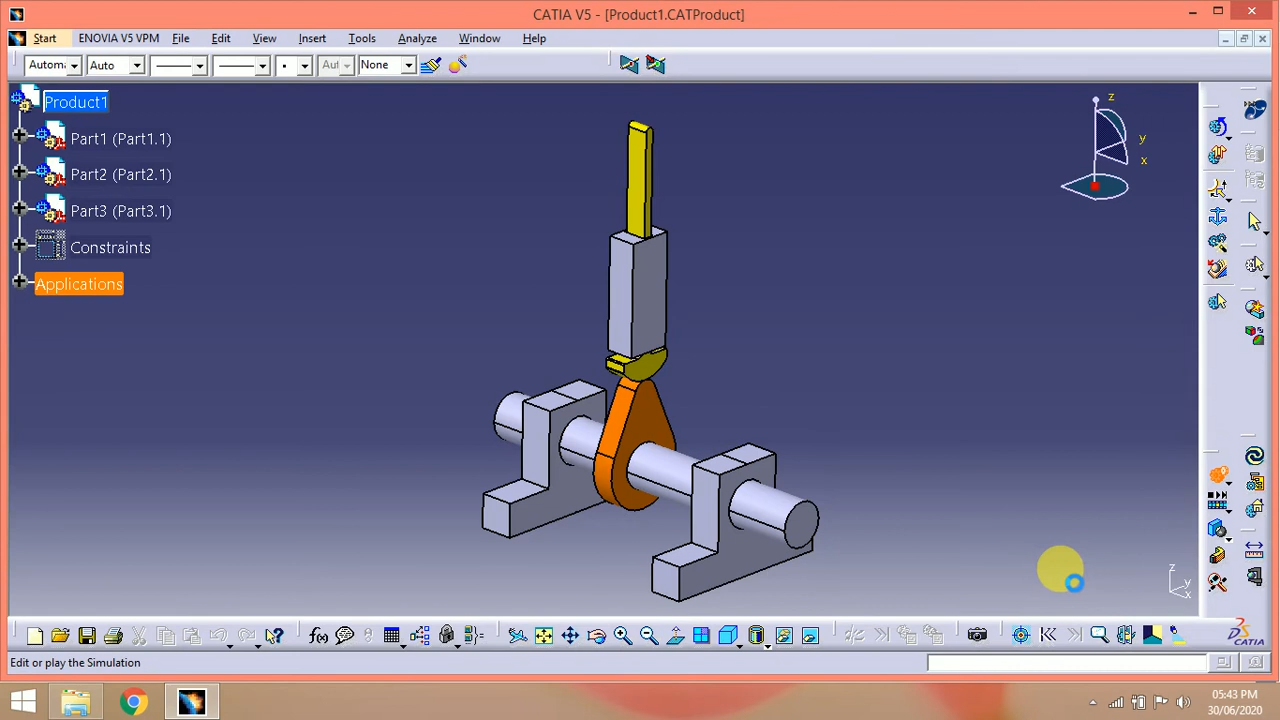 CATIA V5 - [Product1.CATProduct]
Start ENOVIA V5 VPM File Edit View Insert Tools Analyze Window Help
Automa Auto Aut None
Product1
Part1 (Part1.1)
Part2 (Part2.1)
Part3 (Part3.1)
Constraints
Applications
z
y
x
z
y
x
f(x)
CATIA
Edit or play the Simulation
05:43 PM
30/06/2020